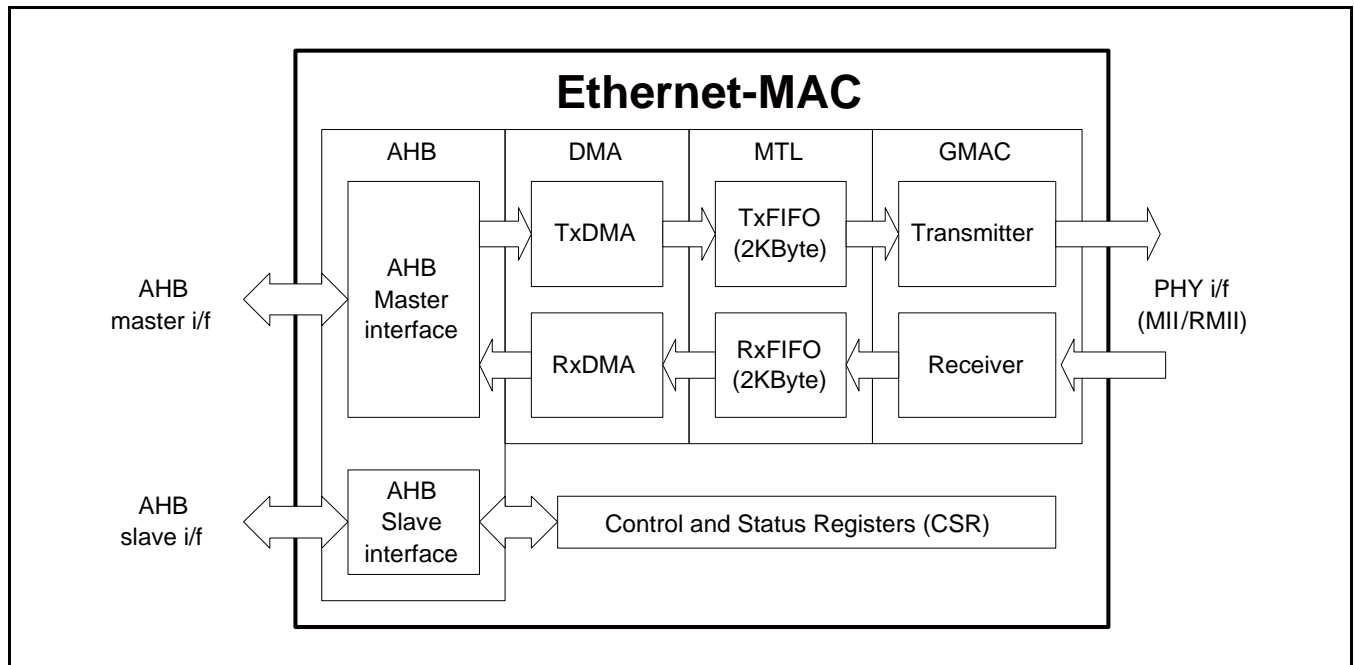 Ethernet-MAC
AHB
DMA
MTL
GMAC
AHB
Master
interface
TxDMA
TxFIFO
(2KByte)
Transmitter
RxDMA
RxFIFO
(2KByte)
Receiver
AHB
master i/f
PHY i/f
(MII/RMII)
AHB
slave i/f
AHB
Slave
interface
Control and Status Registers (CSR)